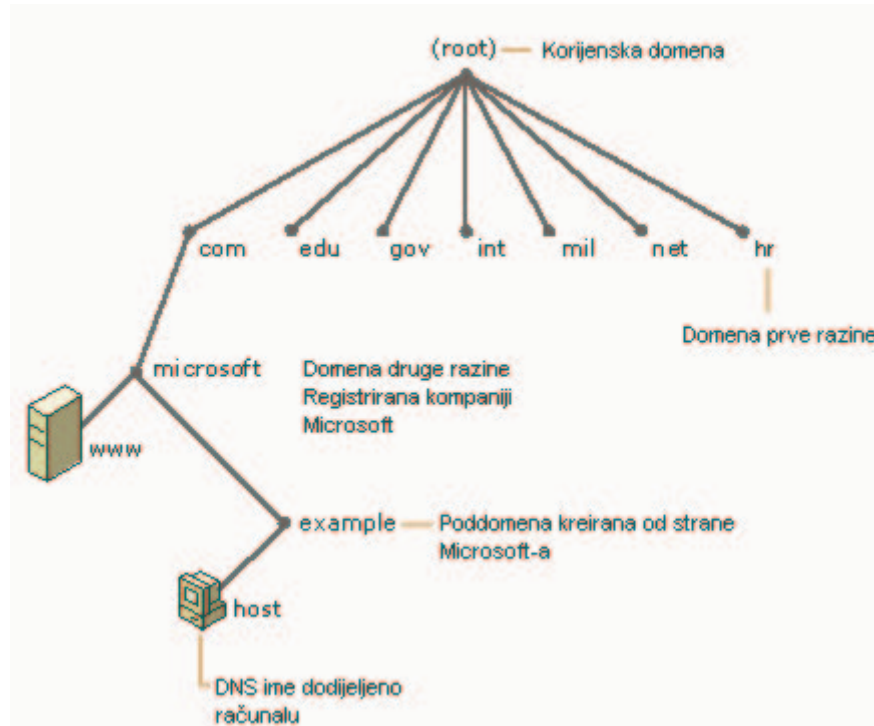 (root)
Korijenska domena
com
edu
gov
int
mil
net
hr
Domena prve razine
microsoft
Domena druge razine
Registrirana kompaniji
Microsoft
www
example
Poddomena kreirana od strane
Microsoft-a
host
DNS ime dodijeljeno
računalu